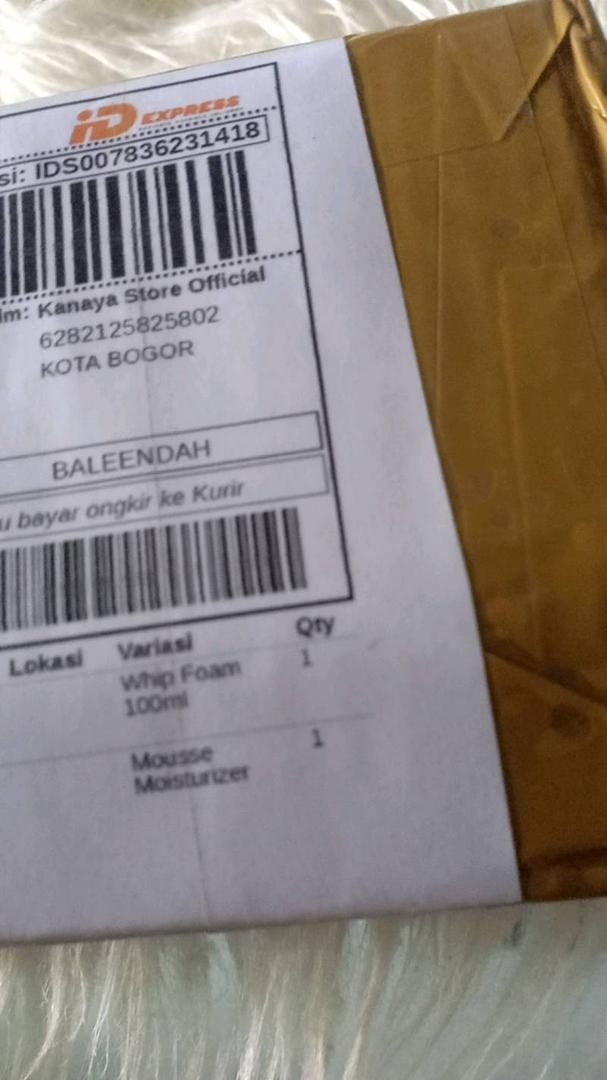 iD EXPRESS
si: IDS007836231418
im: Kanaya Store Official
6282125825802
KOTA BOGOR
BALEENDAH
u bayar ongkir ke Kurir
Lokasi Variasi Qty
Whip Foam 1
100ml
Mousse 1
Moisturizer